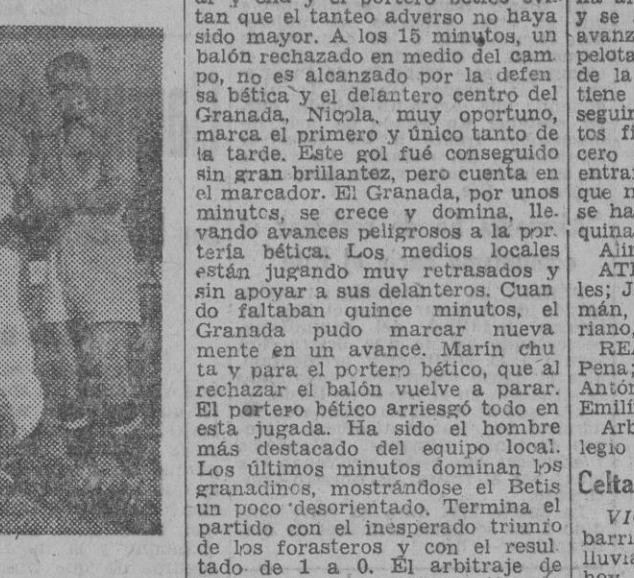 tan que el tanteo adverso no haya
sido mayor. A los 15 minutos, un
balón rechazado en medio del cam
po, no es alcanzado por la defen
sa bética y el delantero centro del
Granada, Nicola, muy oportuno,
marca el primero y único tanto de
la tarde. Este gol fué conseguido
sin gran brillantez, pero cuenta en
el marcador. El Granada, por unos
minutos, se crece y domina, lle-
vando avances peligrosos a la por.
tería bética. Los medios locales
están jugando muy retrasados y
sin apoyar a sus delanteros. Cuan
do faltaban quince minutos, el
Granada pudo marcar nueva
mente en un avance. Marín chu
ta y para el portero bético, que al
rechazar el balón vuelve a parar.
El portero bético arriesgó todo en
esta jugada. Ha sido el hombre
más destacado del equipo local.
Los últimos minutos dominan los
granadinos, mostrándose el Betis
un poco desorientado. Termina el
partido con el inesperado triunfo
de los forasteros y con el resul
tado de 1 a 0. El arbitraje de
y se
avanz
pelota
de la
tiene
seguir
tos fi
cero
entra
que n
se ha
quina
Alin
ATI
les; J
mán,
riano,
REA
Pena;
Antón
Emili
Arb
legio
Celta
VIG
barri
lluvia
hoy